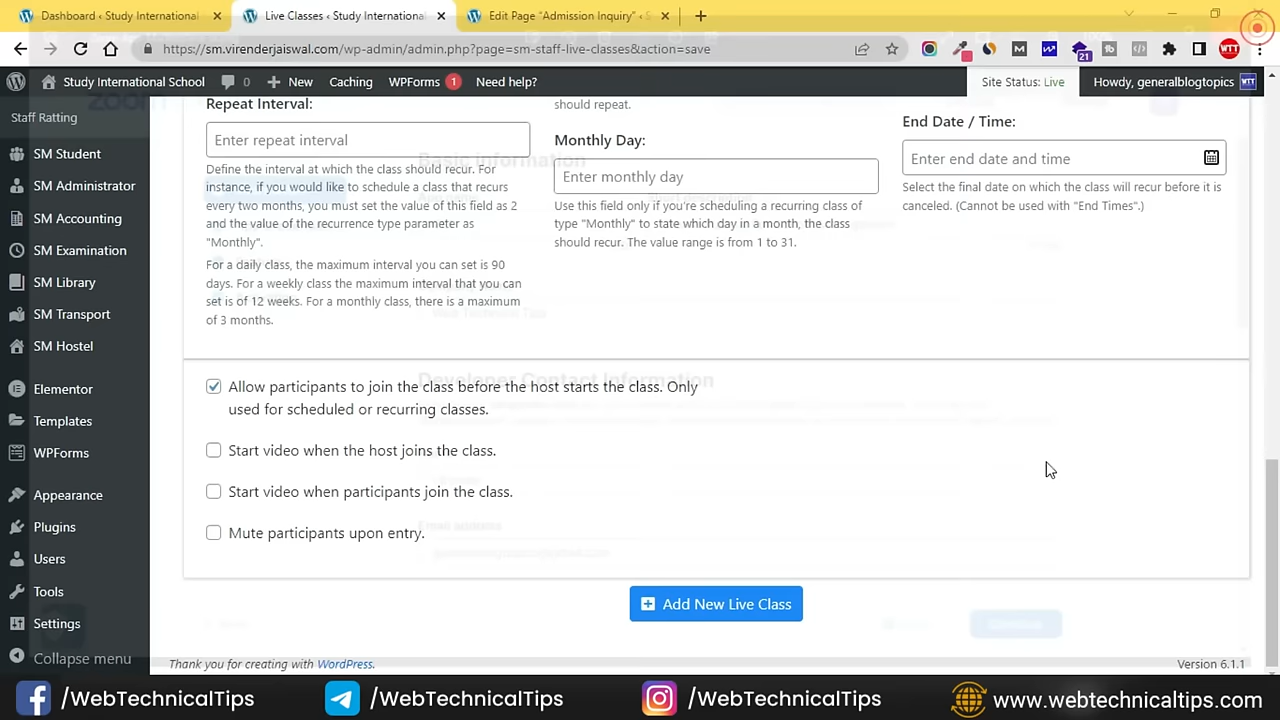 Dashboard ‹ Study International
Live Classes ‹ Study International
Edit Page "Admission Inquiry" ‹ S
https://sm.virenderjaiswal.com/wp-admin/admin.php?page=sm-staff-live-classes&action=save
21
WTT
Study International School
0
New
Caching
WPForms 1
Need help?
Site Status: Live
Howdy, generalblogtopics
WTT
zoom
Staff Ratting
SM Student
SM Administrator
SM Accounting
SM Examination
SM Library
SM Transport
SM Hostel
Elementor
Templates
WPForms
Appearance
Plugins
Users
Tools
Settings
Collapse menu
Repeat Interval:
Enter repeat interval
Define the interval at which the class should recur. For
instance, if you would like to schedule a class that recurs
every two months, you must set the value of this field as 2
and the value of the recurrence type parameter as
"Monthly".
For a daily class, the maximum interval you can set is 90
days. For a weekly class the maximum interval that you can
set is of 12 weeks. For a monthly class, there is a maximum
of 3 months.
should repeat.
Monthly Day:
Enter monthly day
Use this field only if you're scheduling a recurring class of
type "Monthly" to state which day in a month, the class
should recur. The value range is from 1 to 31.
End Date / Time:
Enter end date and time
Select the final date on which the class will recur before it is
canceled. (Cannot be used with "End Times".)
Basic Information
Developer Contact Information
Email address
Allow participants to join the class before the host starts the class. Only
used for scheduled or recurring classes.
Start video when the host joins the class.
Start video when participants join the class.
Mute participants upon entry.
Add New Live Class
Continue
Thank you for creating with WordPress.
Version 6.1.1
/WebTechnicalTips
/WebTechnicalTips
/WebTechnicalTips
www.webtechnicaltips.com